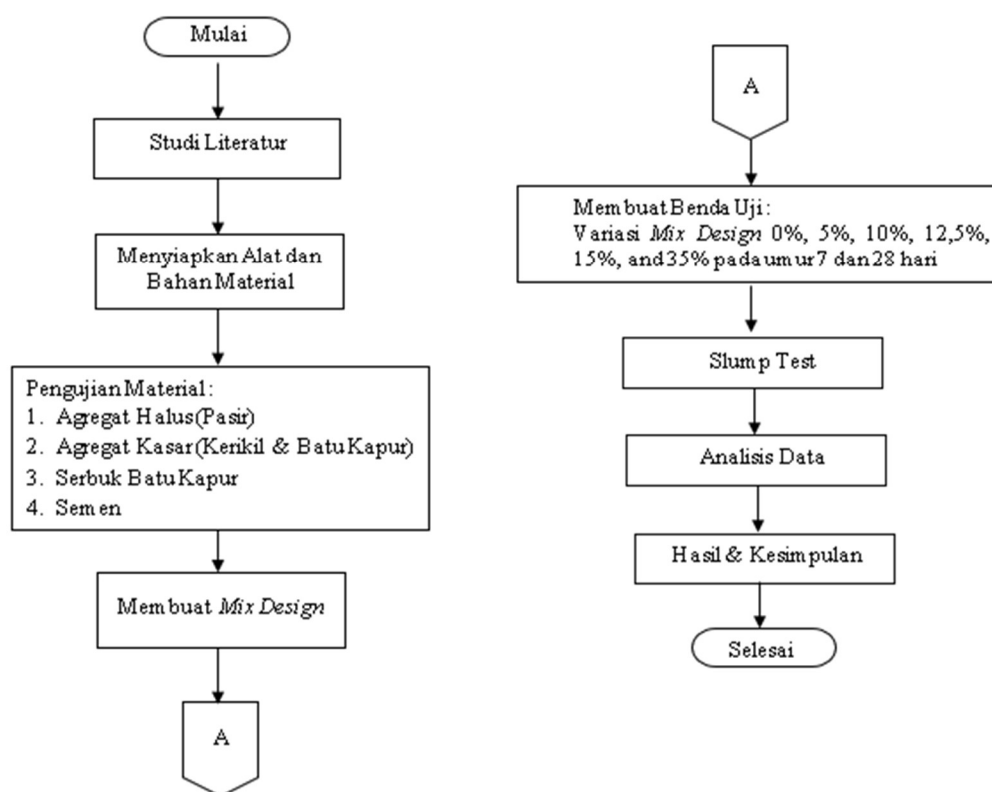 Mulai
Studi Literatur
Menyiapkan Alat dan
Bahan Material
Pengujian Material:
1. Agregat Halus (Pasir)
2. Agregat Kasar (Kerikil & Batu Kapur)
3. Serbuk Batu Kapur
4. Semen
Membuat Mix Design
A
A
Membuat Benda Uji:
Variasi Mix Design 0%, 5%, 10%, 12,5%,
15%, and 35% pada umur 7 dan 28 hari
Slump Test
Analisis Data
Hasil & Kesimpulan
Selesai